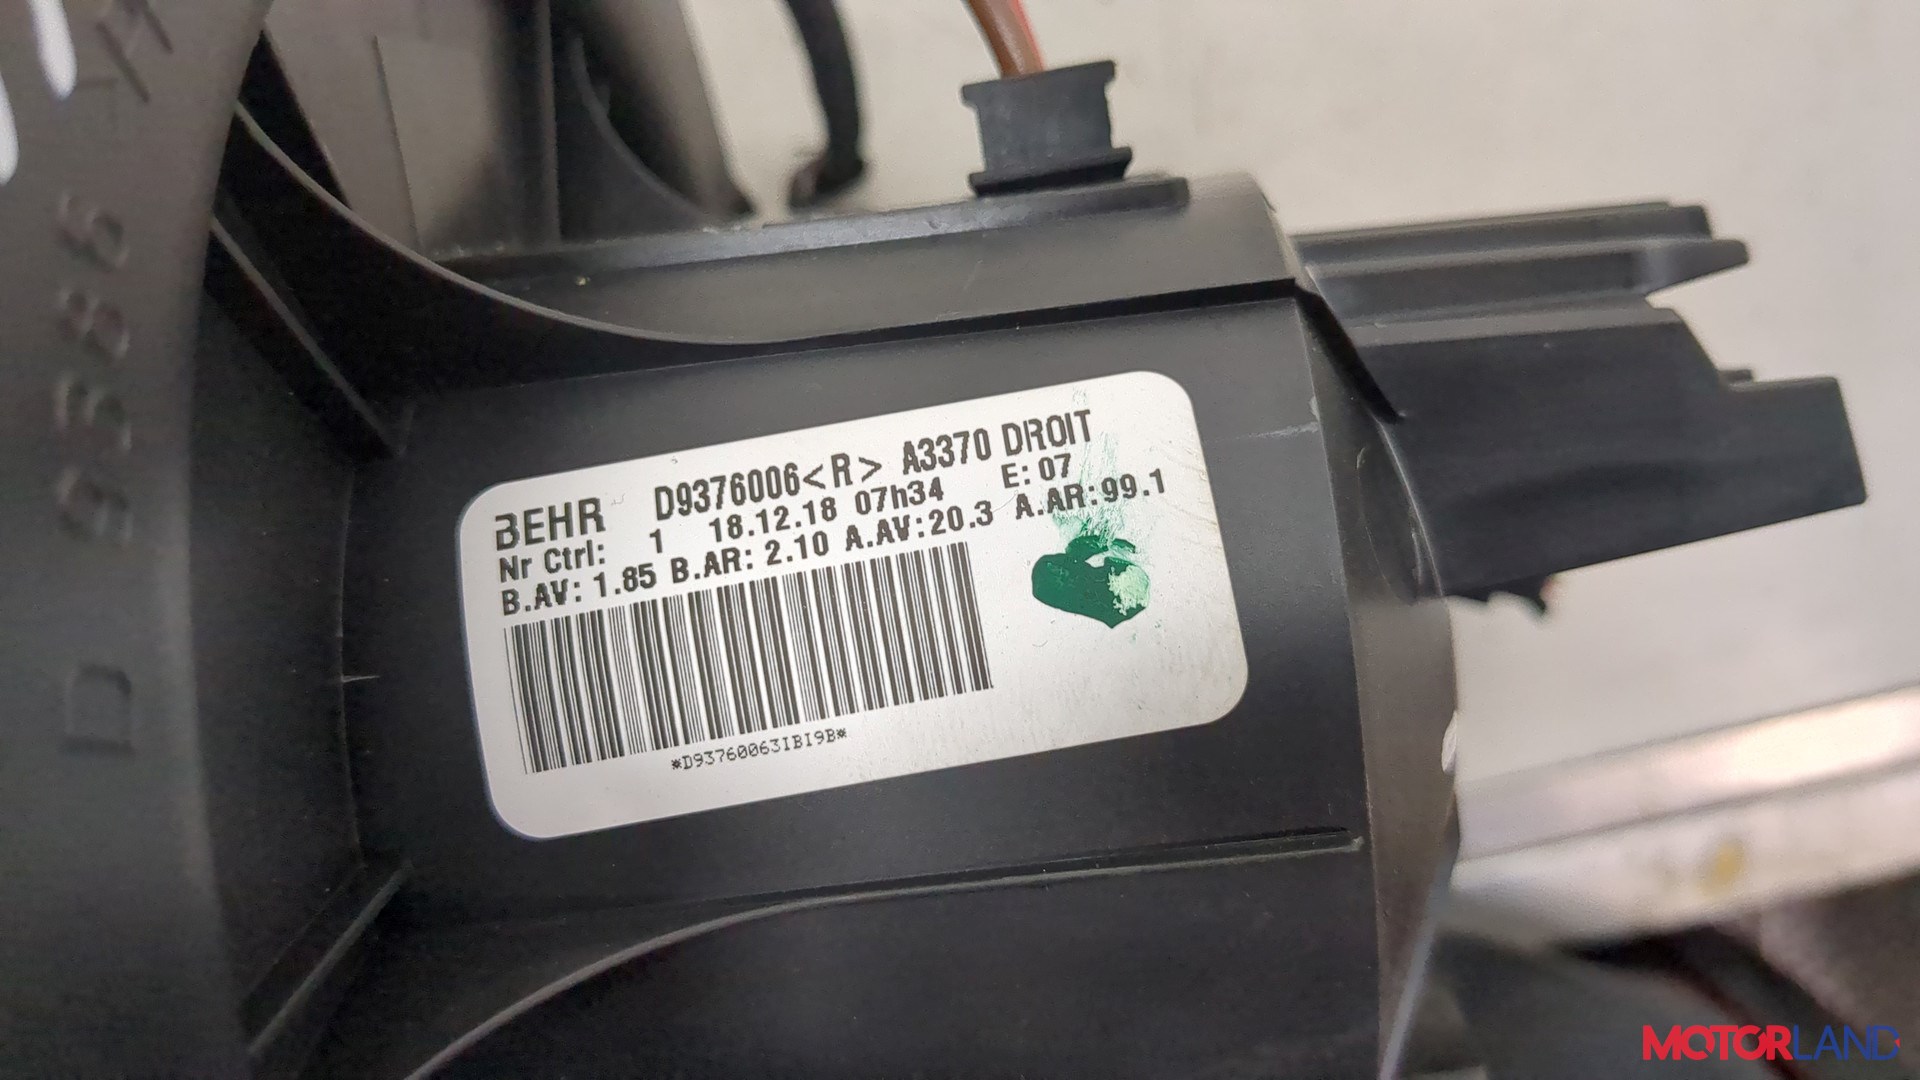 BEHR D9376006<R> A3370 DROIT
Nr Ctrl: 1 18.12.18 07h34 E: 07
B.AV: 1.85 B.AR: 2.10 A.AV:20.3 A.AR:99.1
*D93760063IBI9B*
MOTORLAND